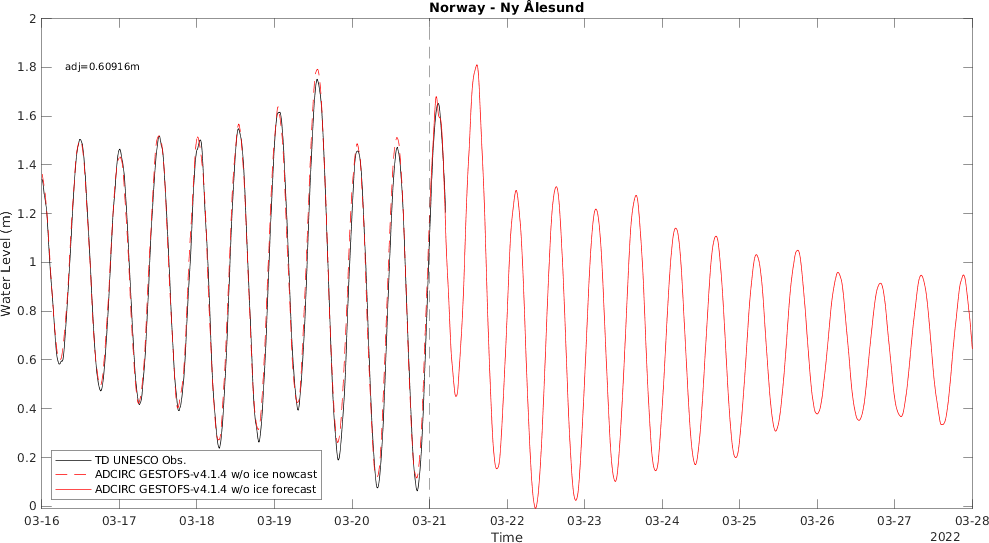 Norway - Ny Ålesund
2
1.8
1.6
1.4
1.2
1
0.8
0.6
0.4
0.2
0
Water Level (m)
adj=0.60916m
TD UNESCO Obs.
ADCIRC GESTOFS-v4.1.4 w/o ice nowcast
ADCIRC GESTOFS-v4.1.4 w/o ice forecast
03-16 03-17 03-18 03-19 03-20 03-21 03-22 03-23 03-24 03-25 03-26 03-27 03-28
Time
2022